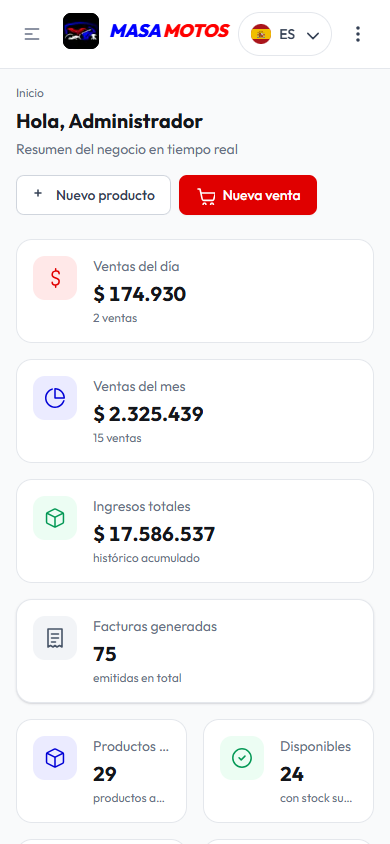 MASA MOTOS
ES
Inicio
Hola, Administrador
Resumen del negocio en tiempo real
+ Nuevo producto
Nueva venta
Ventas del día
$ 174.930
2 ventas
Ventas del mes
$ 2.325.439
15 ventas
Ingresos totales
$ 17.586.537
histórico acumulado
Facturas generadas
75
emitidas en total
Productos ...
29
productos a...
Disponibles
24
con stock su...